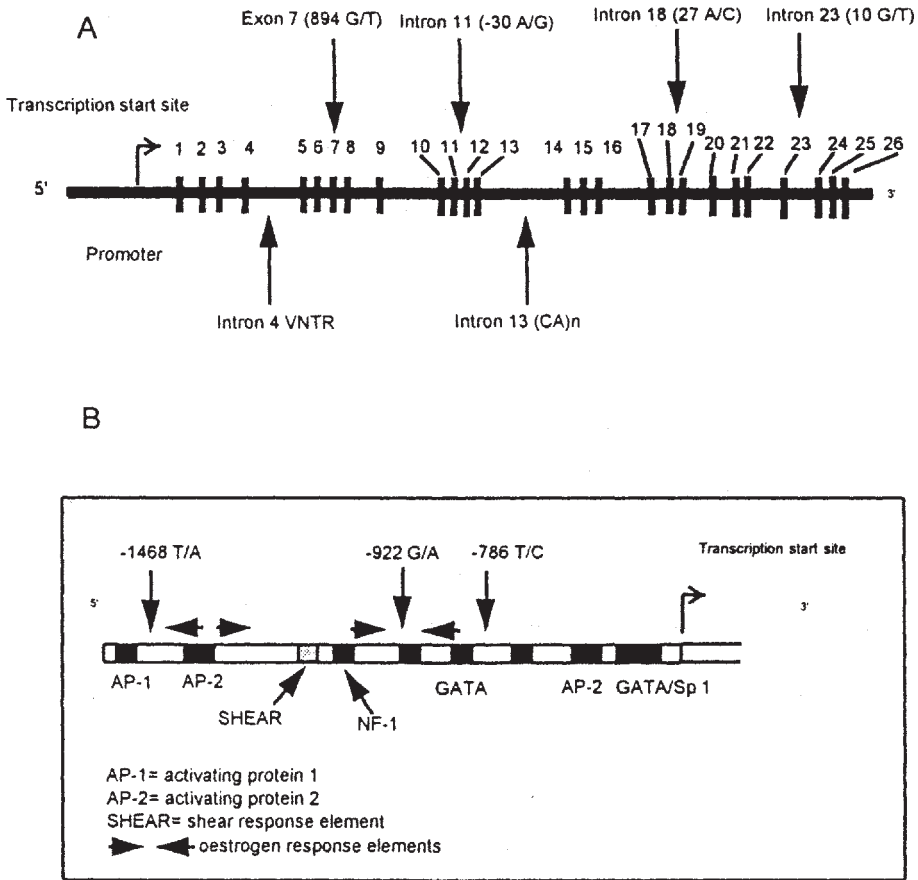 A
Exon 7 (894 G/T)
Intron 11 (-30 A/G)
Intron 18 (27 A/C)
Intron 23 (10 G/T)
Transcription start site
1 2 3 4 5 6 7 8 9 10 11 12 13 14 15 16 17 18 19 20 21 22 23 24 25 26
5' 3'
Promoter
Intron 4 VNTR
Intron 13 (CA)n
B
-1468 T/A -922 G/A -786 T/C Transcription start site
5' 3'
AP-1 AP-2 GATA AP-2 GATA/Sp 1
SHEAR NF-1
AP-1= activating protein 1
AP-2= activating protein 2
SHEAR= shear response element
oestrogen response elements